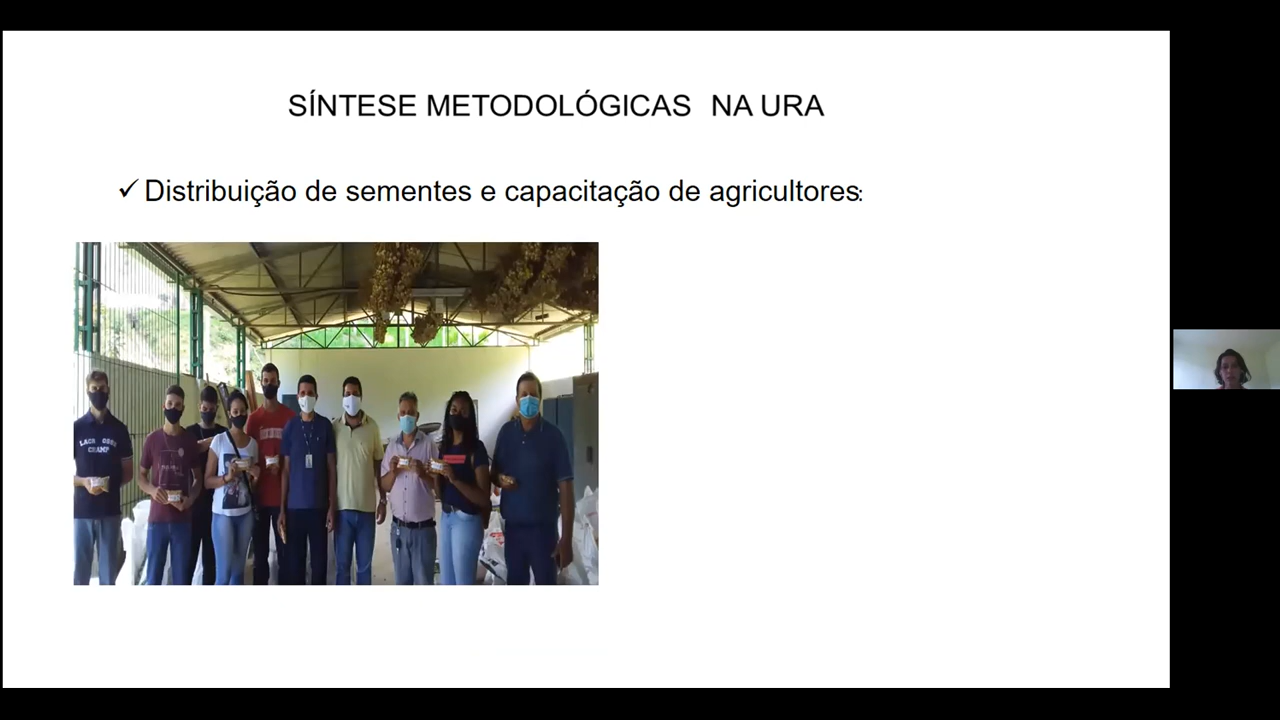 SÍNTESE METODOLÓGICAS NA URA
✓ Distribuição de sementes e capacitação de agricultores: